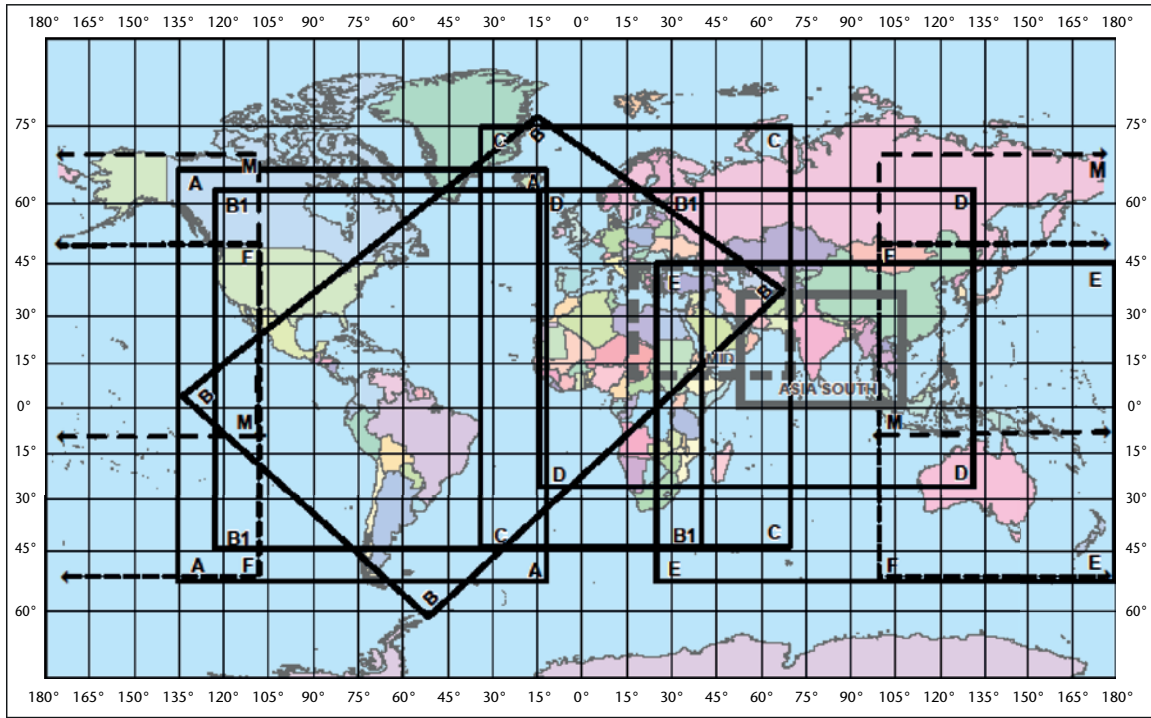 180° 165° 135° 105° 90° 75° 60° 45° 30° 15° 0° 15° 30° 45° 60° 75° 90° 105° 120° 135° 150° 165° 180°
75° B C C 75°
M M
A A
60° B1 D B1 D 60°
45° F F 45°
E B E
30° 30°
15° MID 15°
ASIA SOUTH
0° B 0°
M M
15° 15°
D D
30° 30°
B1 C B1 C
45° 45°
A F A E F E
B
60° 60°
180° 165° 150° 135° 120° 105° 90° 75° 60° 45° 30° 15° 0° 15° 30° 45° 60° 75° 90° 105° 120° 135° 150° 165° 180°